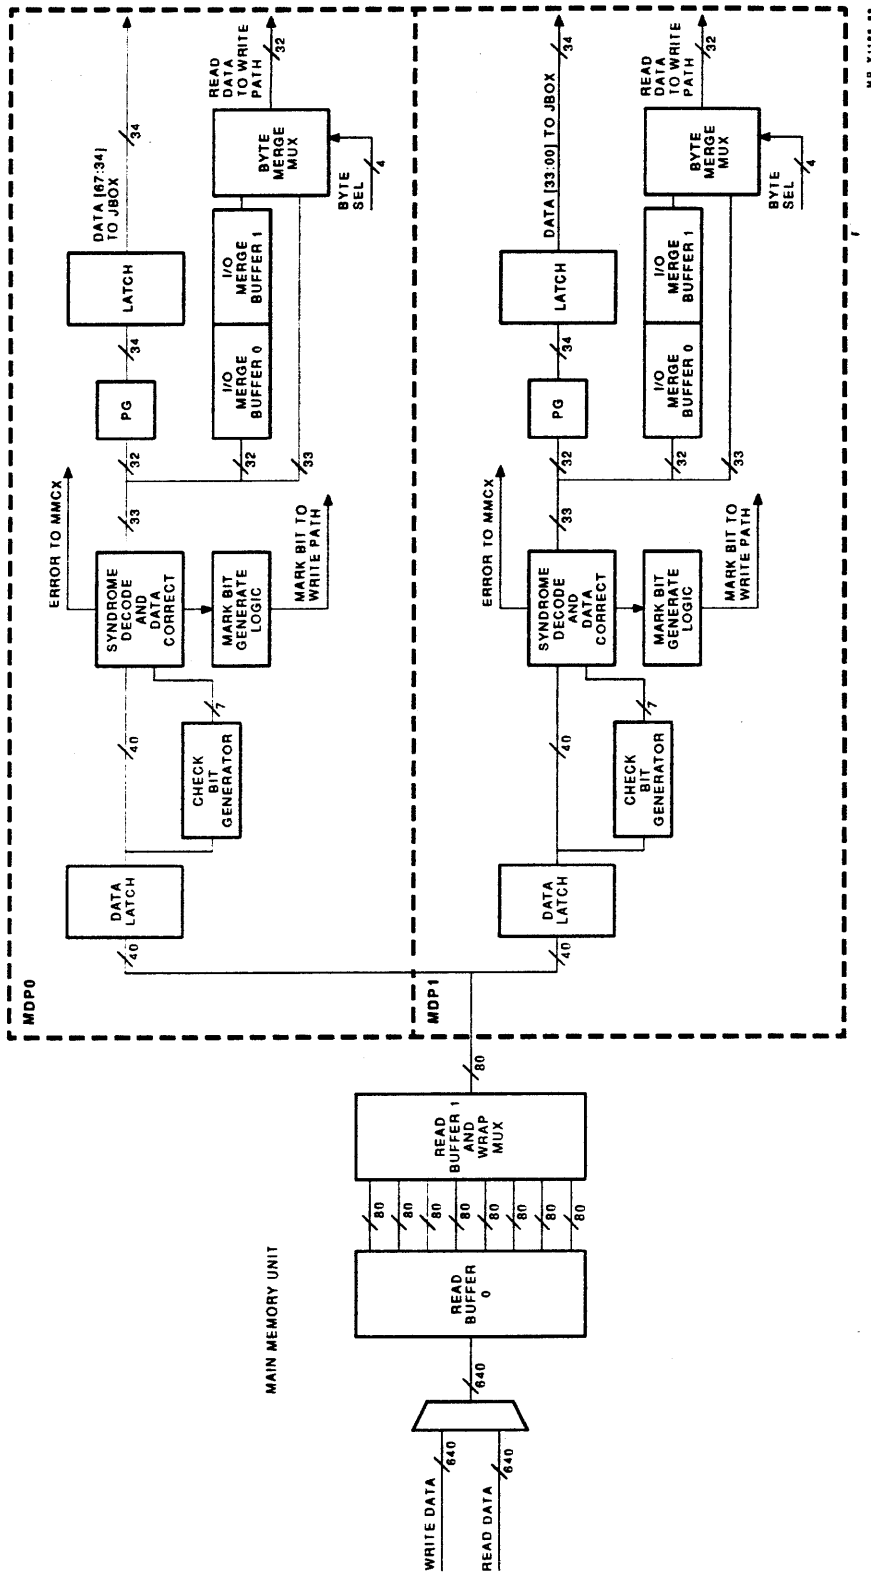 MAIN MEMORY UNIT
WRITE DATA
640
READ DATA
640
640
READ
BUFFER
0
80
80
80
80
80
80
80
80
READ
BUFFER 1
AND
WRAP
MUX
80
MDP0
40
DATA
LATCH
40
CHECK
BIT
GENERATOR
7
SYNDROME
DECODE
AND
DATA
CORRECT
ERROR TO MMCX
MARK BIT
GENERATE
LOGIC
MARK BIT TO
WRITE PATH
33
32
PG
34
LATCH
DATA [67:34]
TO JBOX
34
32
I/O
MERGE
BUFFER 0
I/O
MERGE
BUFFER 1
33
BYTE
MERGE
MUX
BYTE
SEL
4
READ
DATA
TO WRITE
PATH
32
MDP1
40
DATA
LATCH
40
CHECK
BIT
GENERATOR
7
SYNDROME
DECODE
AND
DATA
CORRECT
ERROR TO MMCX
MARK BIT
GENERATE
LOGIC
MARK BIT TO
WRITE PATH
33
32
PG
34
LATCH
DATA [33:00] TO JBOX
34
32
I/O
MERGE
BUFFER 0
I/O
MERGE
BUFFER 1
33
BYTE
MERGE
MUX
BYTE
SEL
4
READ
DATA
TO WRITE
PATH
32